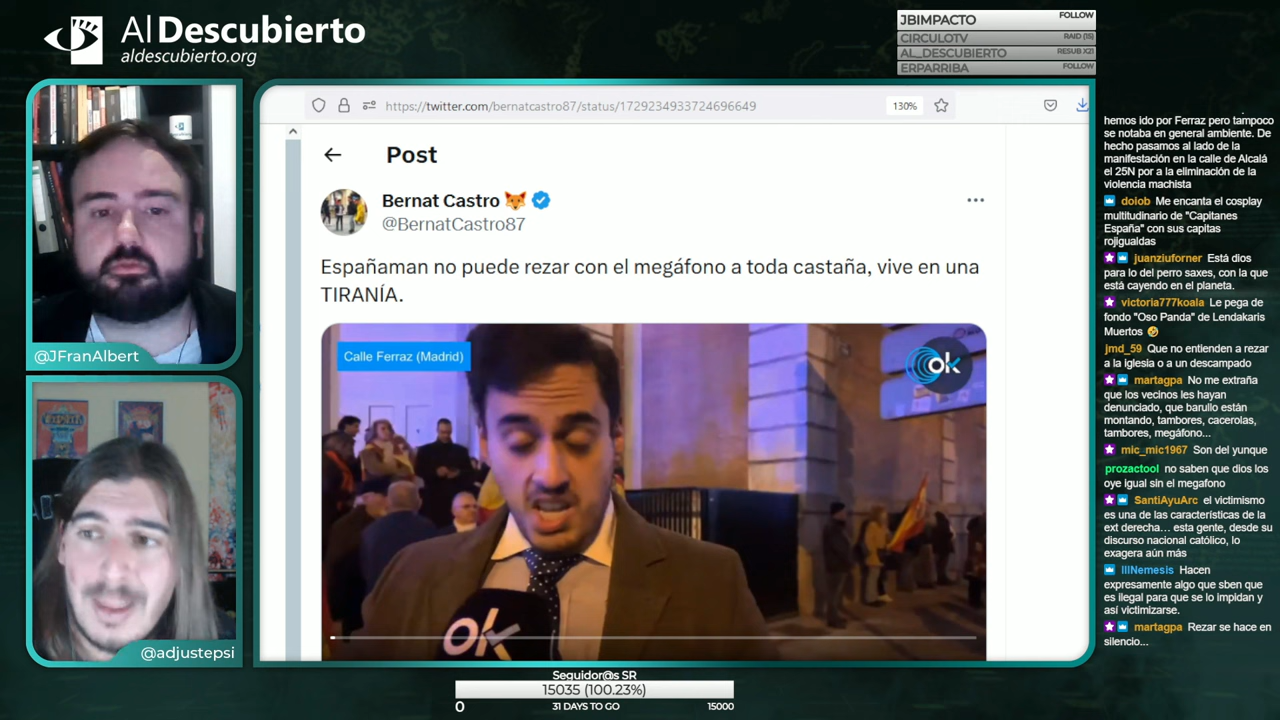 Al Descubierto
aldescubierto.org
JBIMPACTO FOLLOW
CIRCULOTV RAID (15)
AL_DESCUBIERTO RESUB X21
ERPARRIBA FOLLOW
https://twitter.com/bernatcastro87/status/1729234933724696649
130%
Post
Bernat Castro
@BernatCastro87
Españaman no puede rezar con el megáfono a toda castaña, vive en una
TIRANÍA.
Calle Ferraz (Madrid)
ok
ok
@JFranAlbert
@adjustepsi
hemos ido por Ferraz pero tampoco
se notaba en general ambiente. De
hecho pasamos al lado de la
manifestación en la calle de Alcalá
el 25N por a la eliminación de la
violencia machista
doiob Me encanta el cosplay
multitudinario de "Capitanes
España" con sus capitas
rojigualdas
juanziuforner Está dios
para lo del perro saxes, con la que
está cayendo en el planeta.
victoria777koala Le pega de
fondo "Oso Panda" de Lendakaris
Muertos
jmd_59 Que no entienden a rezar
a la iglesia o a un descampado
martagpa No me extraña
que los vecinos les hayan
denunciado, que barullo están
montando, tambores, cacerolas,
tambores, megáfono...
mic_mic1967 Son del yunque
prozactool no saben que dios los
oye igual sin el megafono
SantiAyuArc el victimismo
es una de las características de la
ext derecha... esta gente, desde su
discurso nacional católico, lo
exagera aún más
IllNemesis Hacen
expresamente algo que sben que
es ilegal para que se lo impidan y
así victimizarse.
martagpa Rezar se hace en
silencio...
Seguidor@s SR
15035 (100.23%)
0 31 DAYS TO GO 15000